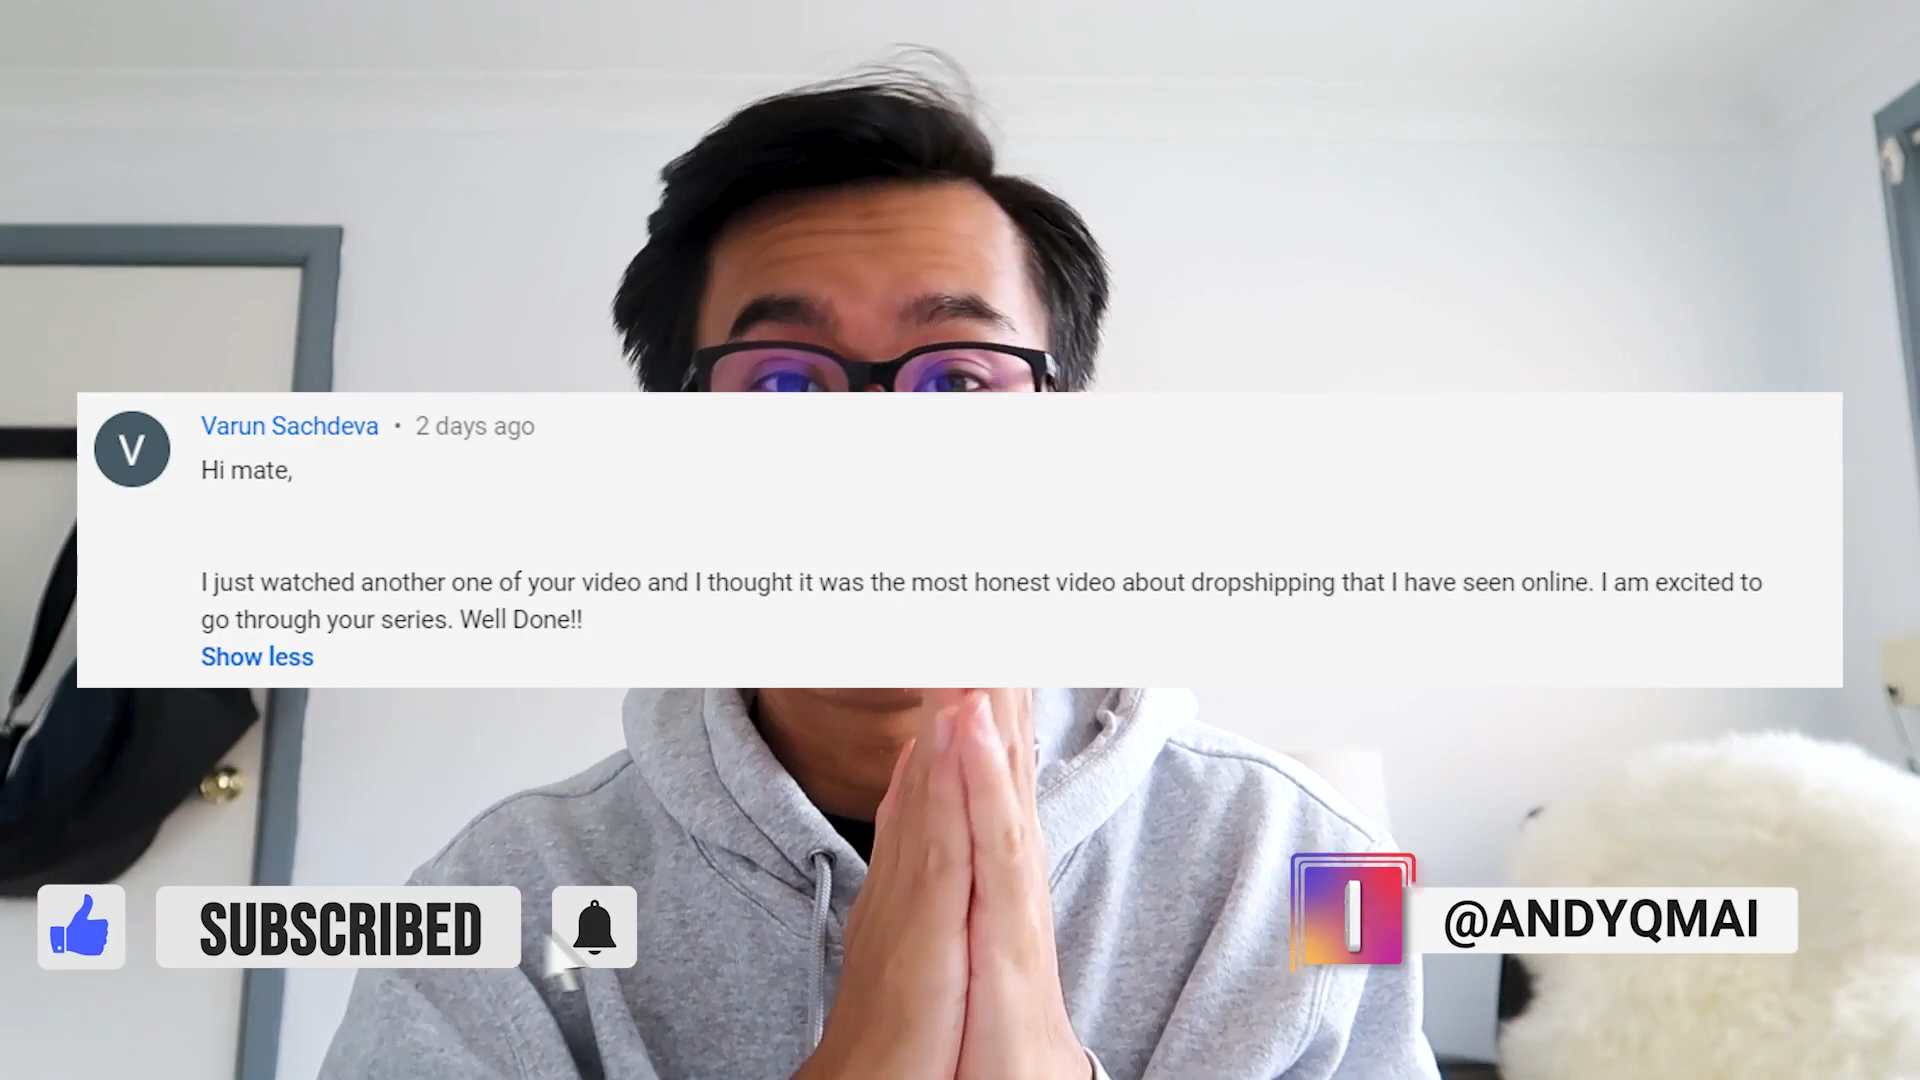 V
Varun Sachdeva • 2 days ago
Hi mate,
I just watched another one of your video and I thought it was the most honest video about dropshipping that I have seen online. I am excited to
go through your series. Well Done!!
Show less
SUBSCRIBED
@ANDYQMAI